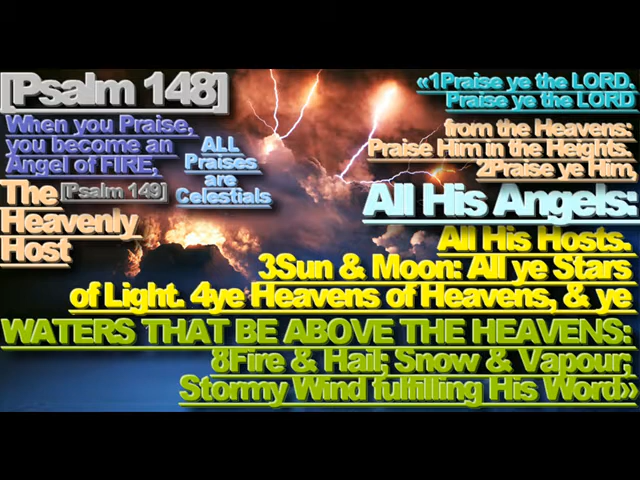 [Psalm 148]
When you Praise,
you become an
Angel of FIRE,
ALL
Praises
are
Celestials
The [Psalm 149]
Heavenly
Host
«1Praise ye the LORD.
Praise ye the LORD
from the Heavens:
Praise Him in the Heights.
2Praise ye Him,
All His Angels:
All His Hosts.
3Sun & Moon: All ye Stars
of Light. 4ye Heavens of Heavens, & ye
WATERS THAT BE ABOVE THE HEAVENS:
8Fire & Hail; Snow & Vapour;
Stormy Wind fulfilling His Word»